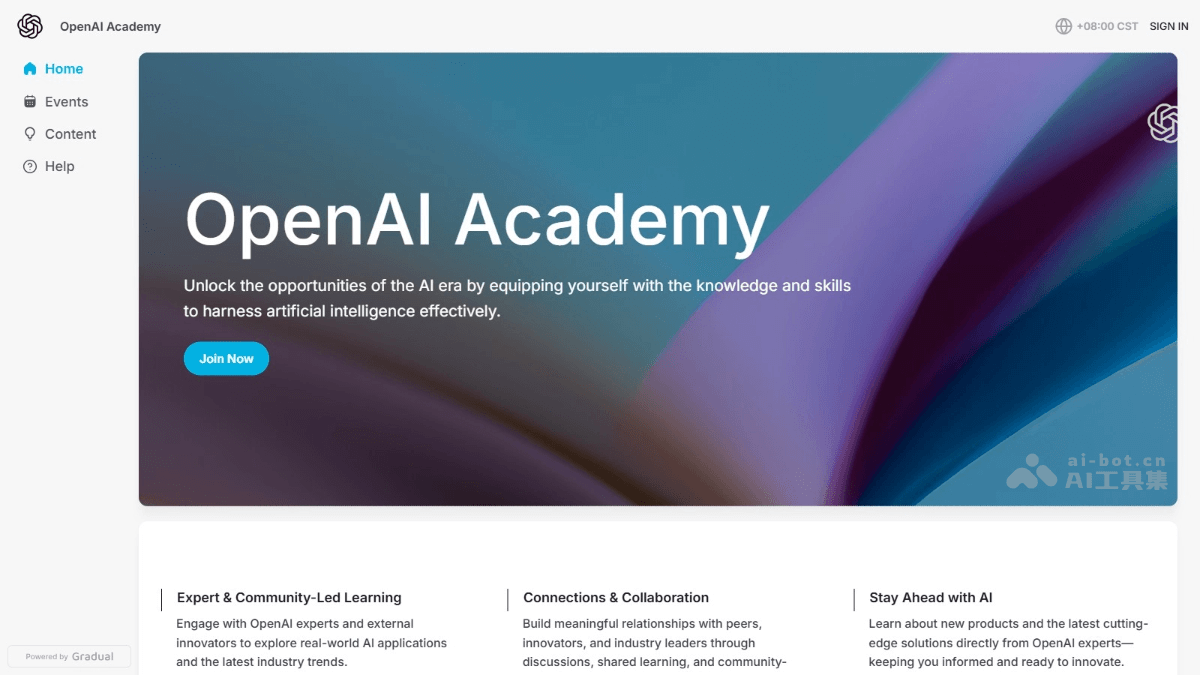 OpenAI Academy
+08:00 CST SIGN IN
Home
Events
Content
Help
OpenAI Academy
Unlock the opportunities of the AI era by equipping yourself with the knowledge and skills
to harness artificial intelligence effectively.
Join Now
ai-bot.cn
AI工具集
Expert & Community-Led Learning
Engage with OpenAI experts and external
innovators to explore real-world AI applications
and the latest industry trends.
Connections & Collaboration
Build meaningful relationships with peers,
innovators, and industry leaders through
discussions, shared learning, and community-
Stay Ahead with AI
Learn about new products and the latest cutting-
edge solutions directly from OpenAI experts—
keeping you informed and ready to innovate.
Powered by Gradual